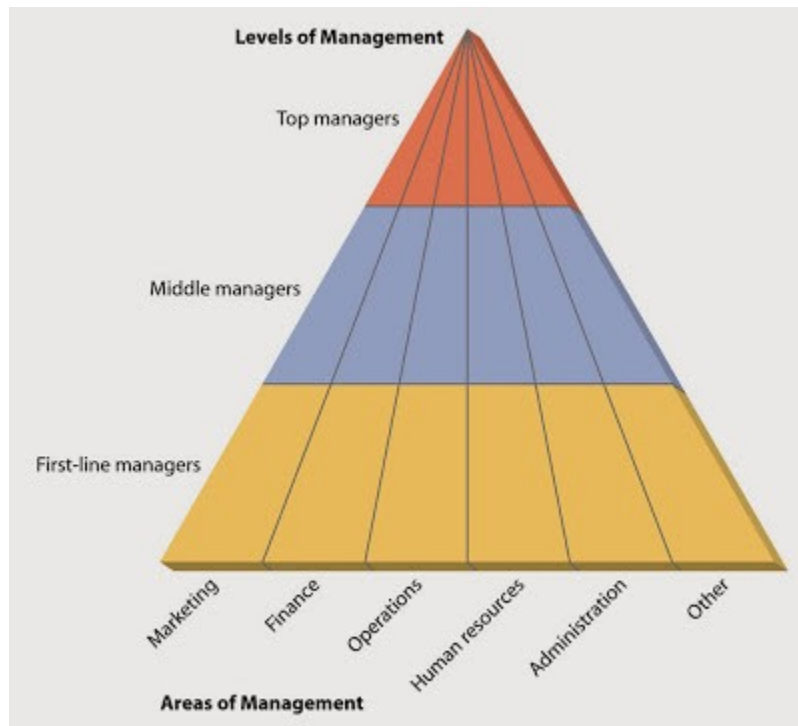 Levels of Management
Top managers
Middle managers
First-line managers
Marketing
Finance
Operations
Human resources
Administration
Other
Areas of Management